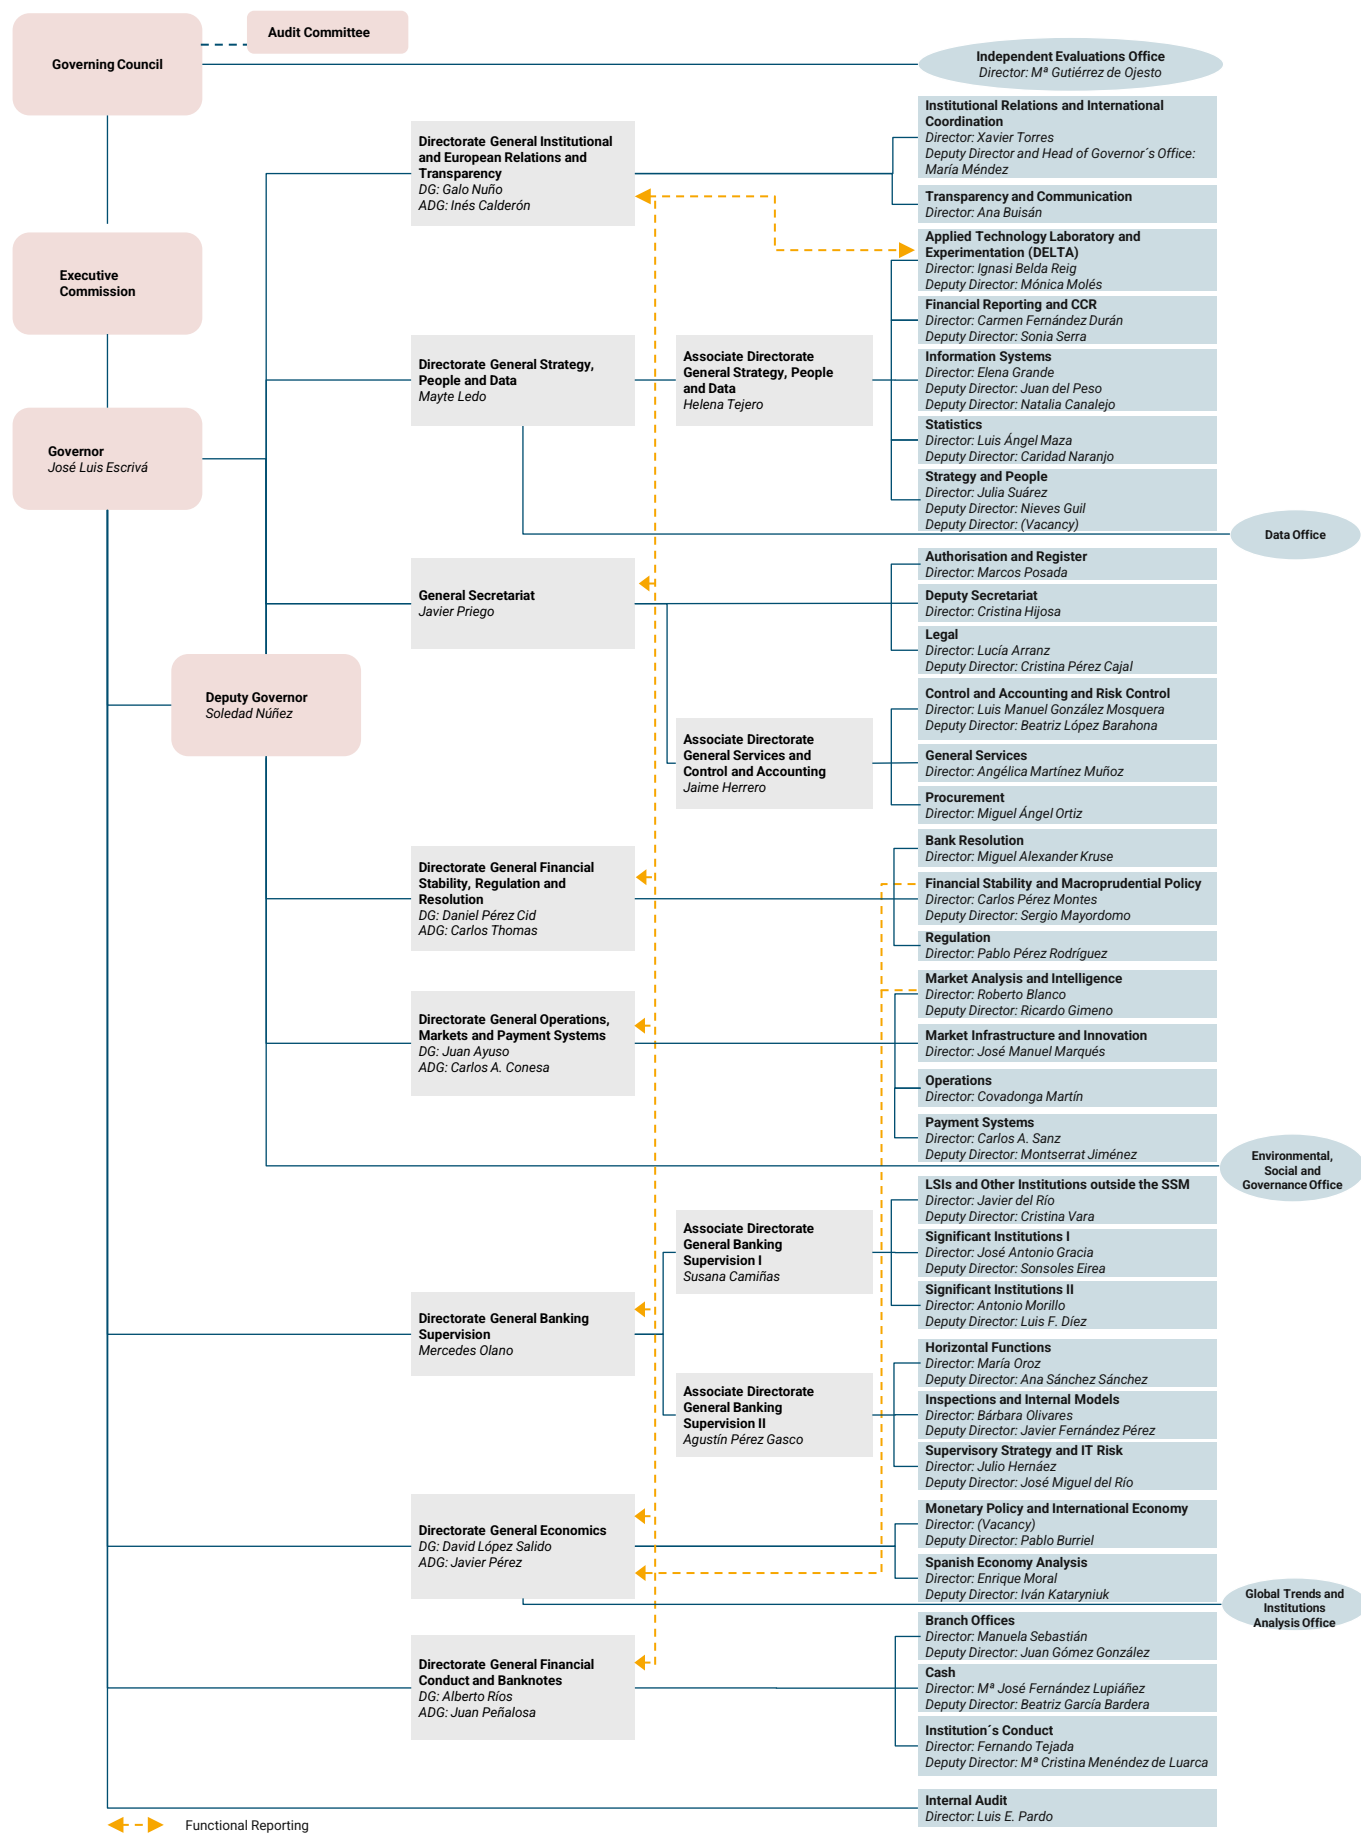 Audit Committee
Governing Council
Independent Evaluations Office
Director: Mª Gutiérrez de Ojesto
Institutional Relations and International
Coordination
Director: Xavier Torres
Deputy Director and Head of Governor´s Office:
María Méndez
Directorate General Institutional
and European Relations and
Transparency
DG: Galo Nuño
ADG: Inés Calderón
Transparency and Communication
Director: Ana Buisán
Applied Technology Laboratory and
Experimentation (DELTA)
Director: Ignasi Belda Reig
Deputy Director: Mónica Molés
Executive
Commission
Financial Reporting and CCR
Director: Carmen Fernández Durán
Deputy Director: Sonia Serra
Directorate General Strategy,
People and Data
Mayte Ledo
Associate Directorate
General Strategy, People
and Data
Helena Tejero
Information Systems
Director: Elena Grande
Deputy Director: Juan del Peso
Deputy Director: Natalia Canalejo
Statistics
Director: Luis Ángel Maza
Deputy Director: Caridad Naranjo
Governor
José Luis Escrivá
Strategy and People
Director: Julia Suárez
Deputy Director: Nieves Guil
Deputy Director: (Vacancy)
Data Office
Authorisation and Register
Director: Marcos Posada
General Secretariat
Javier Priego
Deputy Secretariat
Director: Cristina Hijosa
Legal
Director: Lucía Arranz
Deputy Director: Cristina Pérez Cajal
Deputy Governor
Soledad Núñez
Control and Accounting and Risk Control
Director: Luis Manuel González Mosquera
Deputy Director: Beatriz López Barahona
Associate Directorate
General Services and
Control and Accounting
Jaime Herrero
General Services
Director: Angélica Martínez Muñoz
Procurement
Director: Miguel Ángel Ortiz
Bank Resolution
Director: Miguel Alexander Kruse
Directorate General Financial
Stability, Regulation and
Resolution
DG: Daniel Pérez Cid
ADG: Carlos Thomas
Financial Stability and Macroprudential Policy
Director: Carlos Pérez Montes
Deputy Director: Sergio Mayordomo
Regulation
Director: Pablo Pérez Rodríguez
Market Analysis and Intelligence
Director: Roberto Blanco
Deputy Director: Ricardo Gimeno
Directorate General Operations,
Markets and Payment Systems
DG: Juan Ayuso
ADG: Carlos A. Conesa
Market Infrastructure and Innovation
Director: José Manuel Marqués
Operations
Director: Covadonga Martín
Payment Systems
Director: Carlos A. Sanz
Deputy Director: Montserrat Jiménez
Environmental,
Social and
Governance Office
LSIs and Other Institutions outside the SSM
Director: Javier del Río
Deputy Director: Cristina Vara
Associate Directorate
General Banking
Supervision I
Susana Camiñas
Significant Institutions I
Director: José Antonio Gracia
Deputy Director: Sonsoles Eirea
Significant Institutions II
Director: Antonio Morillo
Deputy Director: Luis F. Díez
Directorate General Banking
Supervision
Mercedes Olano
Horizontal Functions
Director: María Oroz
Deputy Director: Ana Sánchez Sánchez
Associate Directorate
General Banking
Supervision II
Agustín Pérez Gasco
Inspections and Internal Models
Director: Bárbara Olivares
Deputy Director: Javier Fernández Pérez
Supervisory Strategy and IT Risk
Director: Julio Hernáez
Deputy Director: José Miguel del Río
Directorate General Economics
DG: David López Salido
ADG: Javier Pérez
Monetary Policy and International Economy
Director: (Vacancy)
Deputy Director: Pablo Burriel
Spanish Economy Analysis
Director: Enrique Moral
Deputy Director: Iván Kataryniuk
Global Trends and
Institutions
Analysis Office
Branch Offices
Director: Manuela Sebastián
Deputy Director: Juan Gómez González
Directorate General Financial
Conduct and Banknotes
DG: Alberto Ríos
ADG: Juan Peñalosa
Cash
Director: Mª José Fernández Lupiáñez
Deputy Director: Beatriz García Bardera
Institution´s Conduct
Director: Fernando Tejada
Deputy Director: Mª Cristina Menéndez de Luarca
Internal Audit
Director: Luis E. Pardo
Functional Reporting